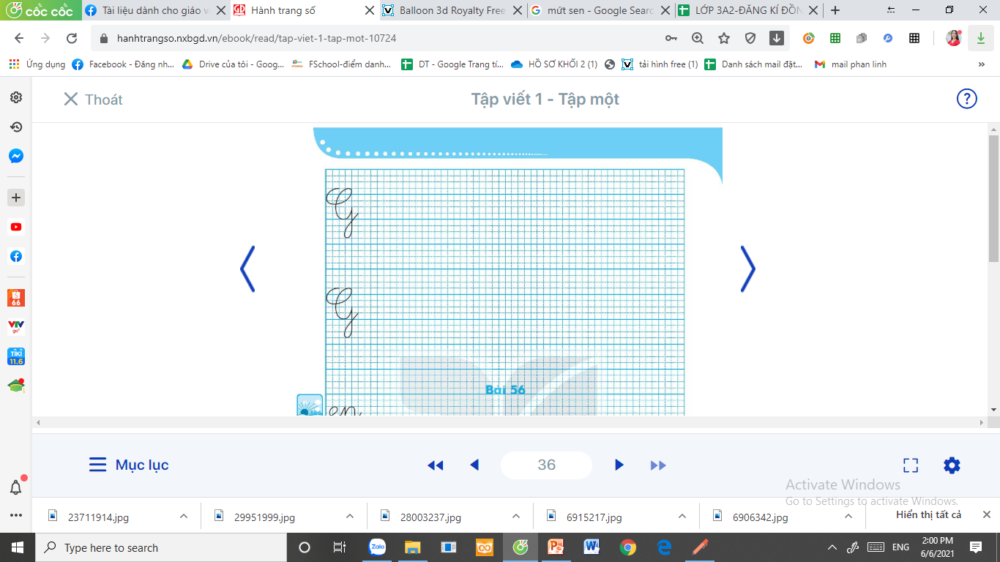 cốc cốc
Tài liệu dành cho giáo v
Hành trang số
Balloon 3d Royalty Free
mứt sen - Google Searc
LỚP 3A2-ĐĂNG KÍ ĐỒN
hanhtrangso.nxbgd.vn/ebook/read/tap-viet-1-tap-mot-10724
Ứng dụng
Facebook - Đăng nh...
Drive của tôi - Goog...
FSchool-điểm danh...
DT - Google Trang tí...
HỒ SƠ KHỐI 2 (1)
tải hình free (1)
Danh sách mail đặt...
mail phan linh
»
Thoát
Tập viết 1 - Tập một
?
G
G
Bài 56
en
6.6
VTV
go
TIKI
11.6
Mục lục
36
Activate Windows
Go to Settings to activate Windows.
23711914.jpg
29951999.jpg
28003237.jpg
6915217.jpg
6906342.jpg
Hiển thị tất cả
Type here to search
Zalo
ENG
2:00 PM
6/6/2021